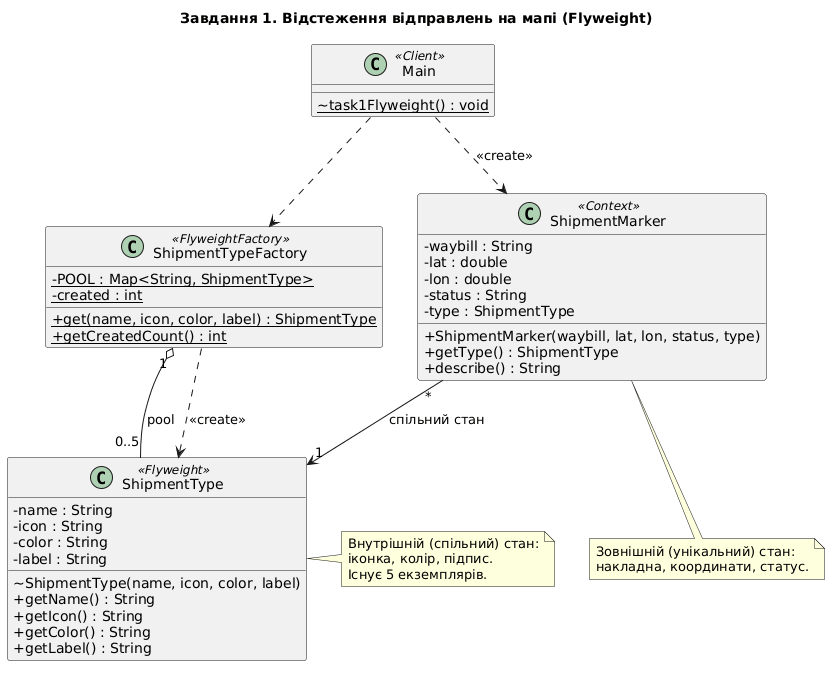 Завдання 1. Відстеження відправлень на мапі (Flyweight)
C «Client»
Main
~task1Flyweight() : void
«create»
C «FlyweightFactory»
ShipmentTypeFactory
-POOL : Map<String, ShipmentType>
-created : int
+get(name, icon, color, label) : ShipmentType
+getCreatedCount() : int
C «Context»
ShipmentMarker
-waybill : String
-lat : double
-lon : double
-status : String
-type : ShipmentType
+ShipmentMarker(waybill, lat, lon, status, type)
+getType() : ShipmentType
+describe() : String
1
pool
«create»
0..5
*
спільний стан
1
C «Flyweight»
ShipmentType
-name : String
-icon : String
-color : String
-label : String
~ShipmentType(name, icon, color, label)
+getName() : String
+getIcon() : String
+getColor() : String
+getLabel() : String
Внутрішній (спільний) стан:
іконка, колір, підпис.
Існує 5 екземплярів.
Зовнішній (унікальний) стан:
накладна, координати, статус.